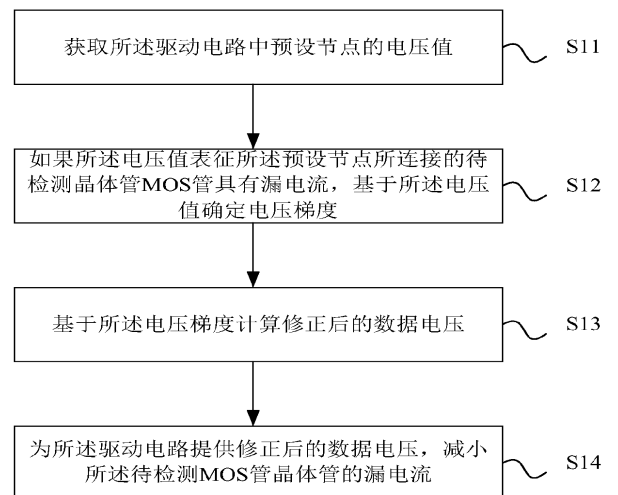 获取所述驱动电路中预设节点的电压值
S11
如果所述电压值表征所述预设节点所连接的待
检测晶体管MOS管具有漏电流，基于所述电压
值确定电压梯度
S12
基于所述电压梯度计算修正后的数据电压
S13
为所述驱动电路提供修正后的数据电压，减小
所述待检测MOS管晶体管的漏电流
S14